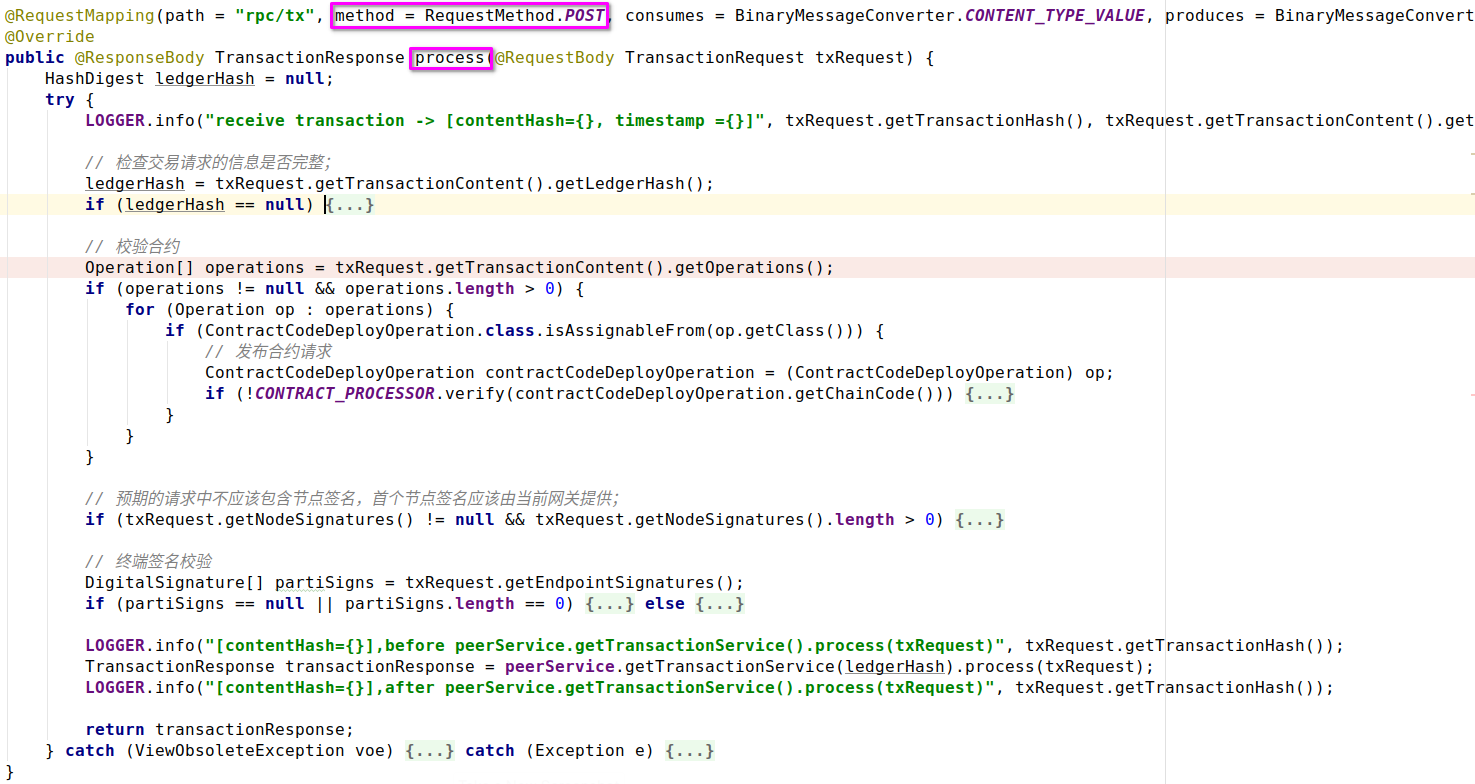 @RequestMapping(path = "rpc/tx", method = RequestMethod.POST, consumes = BinaryMessageConverter.CONTENT_TYPE_VALUE, produces = BinaryMessageConvert
@Override
public @ResponseBody TransactionResponse process(@RequestBody TransactionRequest txRequest) {
    HashDigest ledgerHash = null;
    try {
        LOGGER.info("receive transaction -> [contentHash={}, timestamp ={}]", txRequest.getTransactionHash(), txRequest.getTransactionContent().get
        // 检查交易请求的信息是否完整;
        ledgerHash = txRequest.getTransactionContent().getLedgerHash();
        if (ledgerHash == null) {...}
        // 校验合约
        Operation[] operations = txRequest.getTransactionContent().getOperations();
        if (operations != null && operations.length > 0) {
            for (Operation op : operations) {
                if (ContractCodeDeployOperation.class.isAssignableFrom(op.getClass())) {
                    // 发布合约请求
                    ContractCodeDeployOperation contractCodeDeployOperation = (ContractCodeDeployOperation) op;
                    if (!CONTRACT_PROCESSOR.verify(contractCodeDeployOperation.getChainCode())) {...}
                }
            }
        }
        // 预期的请求中不应该包含节点签名，首个节点签名应该由当前网关提供;
        if (txRequest.getNodeSignatures() != null && txRequest.getNodeSignatures().length > 0) {...}
        // 终端签名校验
        DigitalSignature[] partiSigns = txRequest.getEndpointSignatures();
        if (partiSigns == null || partiSigns.length == 0) {...} else {...}
        LOGGER.info("[contentHash={}],before peerService.getTransactionService().process(txRequest)", txRequest.getTransactionHash());
        TransactionResponse transactionResponse = peerService.getTransactionService(ledgerHash).process(txRequest);
        LOGGER.info("[contentHash={}],after peerService.getTransactionService().process(txRequest)", txRequest.getTransactionHash());
        return transactionResponse;
    } catch (ViewObsoleteException voe) {...} catch (Exception e) {...}
}